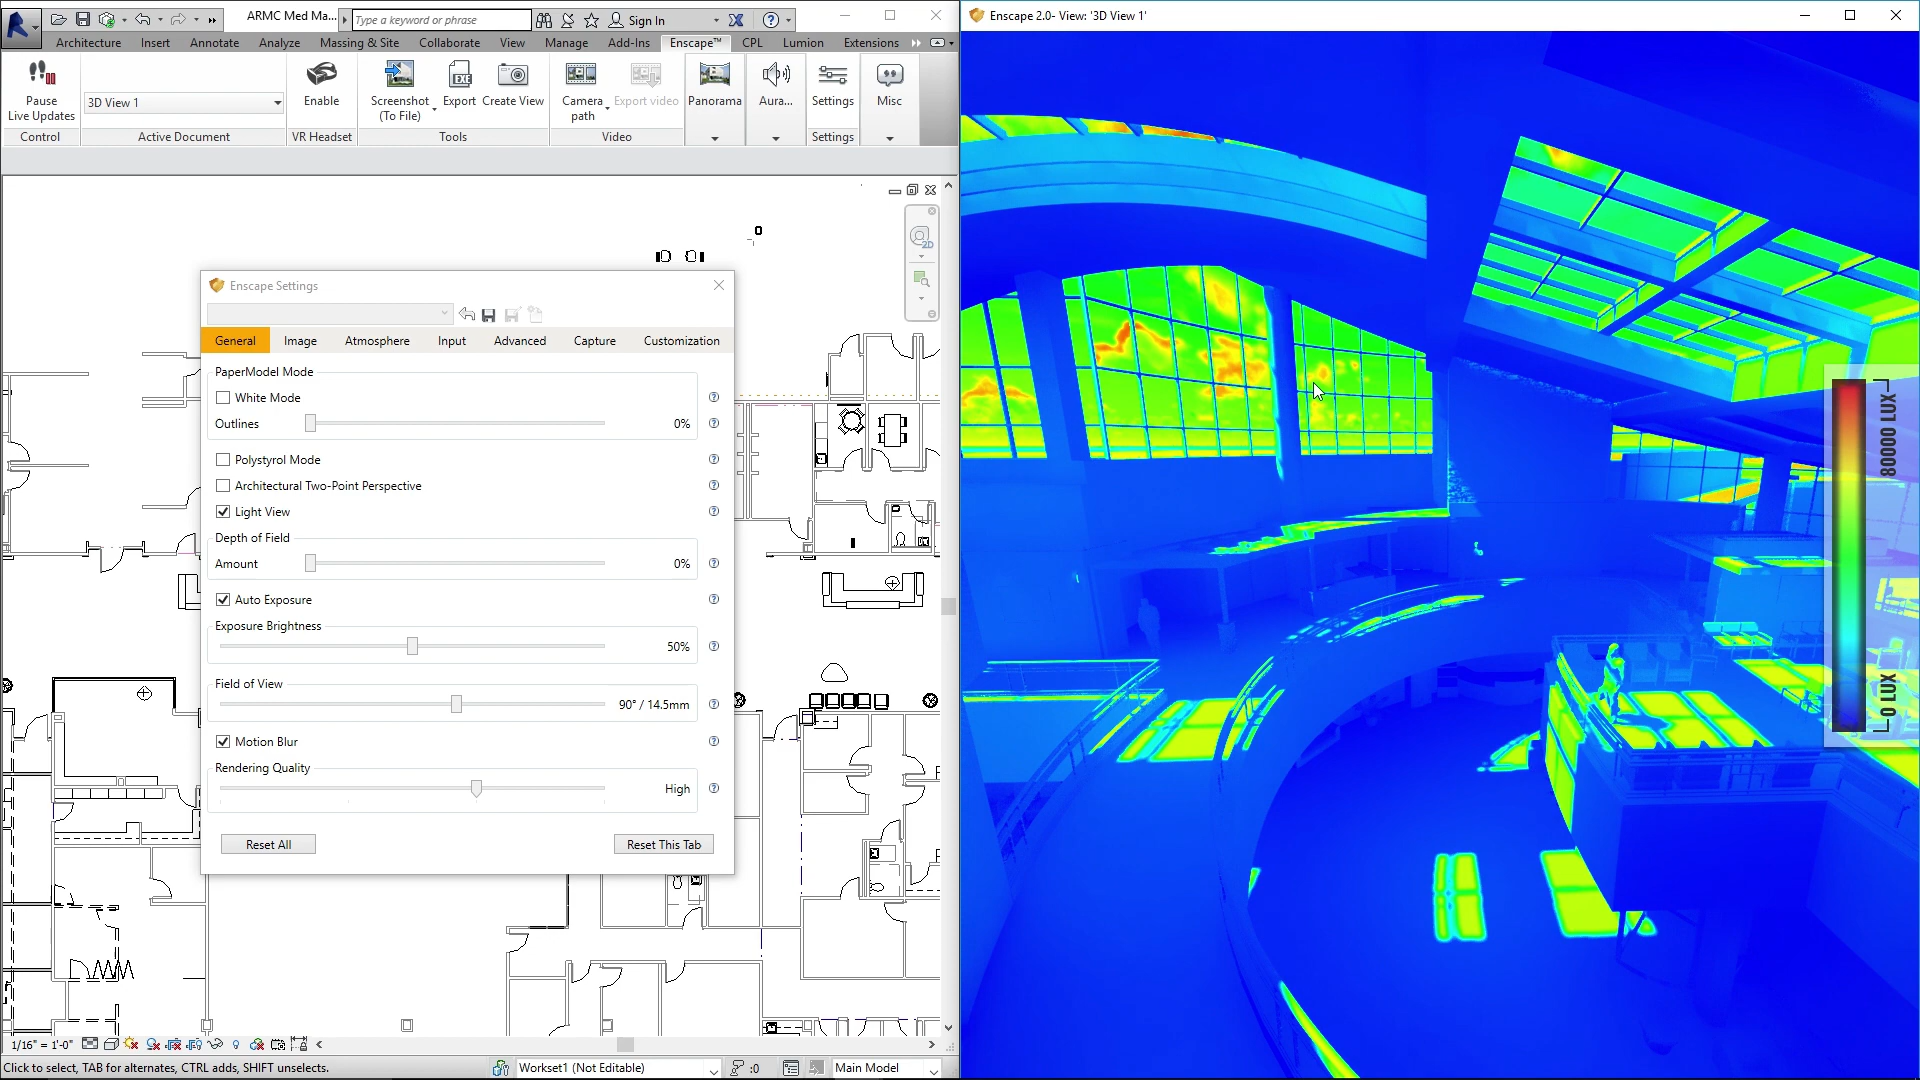 ARMC Med Ma...
Type a keyword or phrase
Sign In
Architecture Insert Annotate Analyze Massing & Site Collaborate View Manage Add-Ins Enscape™ CPL Lumion Extensions
Pause
Live Updates
Control
3D View 1
Active Document
Enable
VR Headset
Screenshot
(To File)
Export
Create View
Tools
Camera
path
Export video
Video
Panorama
Aura...
Settings
Settings
Misc
Enscape Settings
General Image Atmosphere Input Advanced Capture Customization
PaperModel Mode
White Mode
Outlines 0%
Polystyrol Mode
Architectural Two-Point Perspective
Light View
Depth of Field
Amount 0%
Auto Exposure
Exposure Brightness
50%
Field of View
90° / 14.5mm
Motion Blur
Rendering Quality
High
Reset All Reset This Tab
2D
1/16" = 1'-0"
Click to select, TAB for alternates, CTRL adds, SHIFT unselects.
Workset1 (Not Editable)
:0
Main Model
Enscape 2.0- View: '3D View 1'
80000 LUX
0 LUX